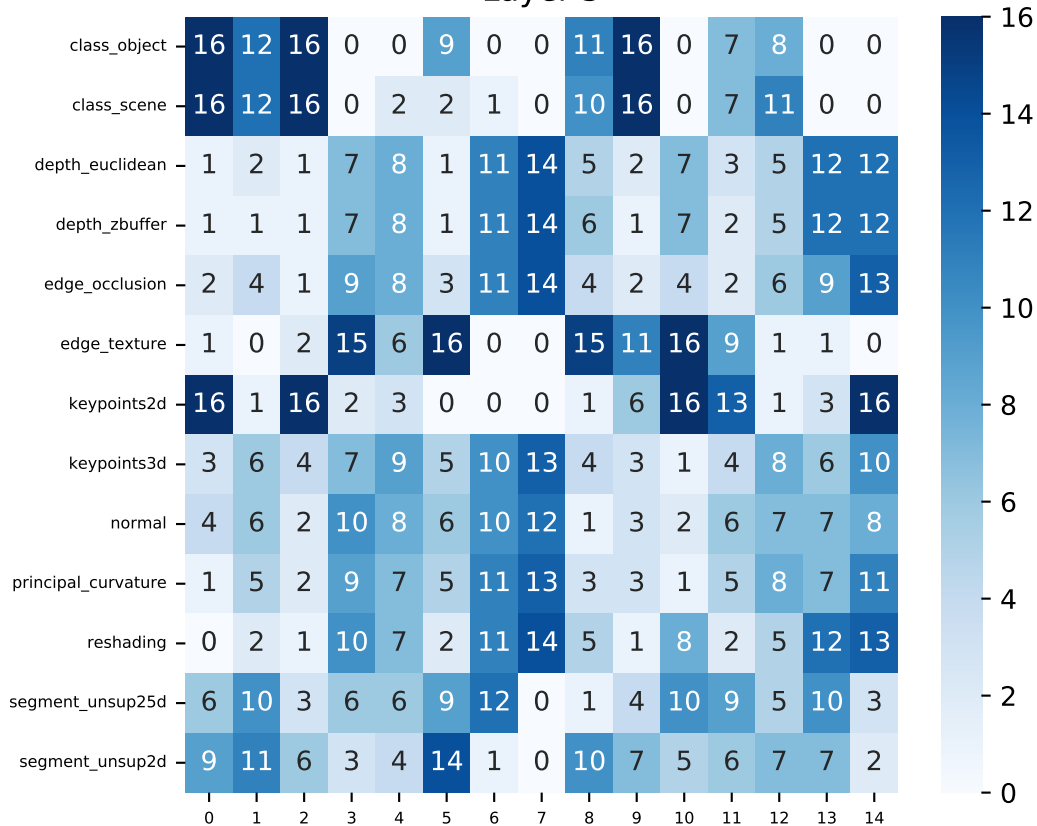 class_object 16 12 16 0 0 9 0 0 11 16 0 7 8 0 0
class_scene 16 12 16 0 2 2 1 0 10 16 0 7 11 0 0
depth_euclidean 1 2 1 7 8 1 11 14 5 2 7 3 5 12 12
depth_zbuffer 1 1 1 7 8 1 11 14 6 1 7 2 5 12 12
edge_occlusion 2 4 1 9 8 3 11 14 4 2 4 2 6 9 13
edge_texture 1 0 2 15 6 16 0 0 15 11 16 9 1 1 0
keypoints2d 16 1 16 2 3 0 0 0 1 6 16 13 1 3 16
keypoints3d 3 6 4 7 9 5 10 13 4 3 1 4 8 6 10
normal 4 6 2 10 8 6 10 12 1 3 2 6 7 7 8
principal_curvature 1 5 2 9 7 5 11 13 3 3 1 5 8 7 11
reshading 0 2 1 10 7 2 11 14 5 1 8 2 5 12 13
segment_unsup25d 6 10 3 6 6 9 12 0 1 4 10 9 5 10 3
segment_unsup2d 9 11 6 3 4 14 1 0 10 7 5 6 7 7 2
0 1 2 3 4 5 6 7 8 9 10 11 12 13 14
16
14
12
10
8
6
4
2
0